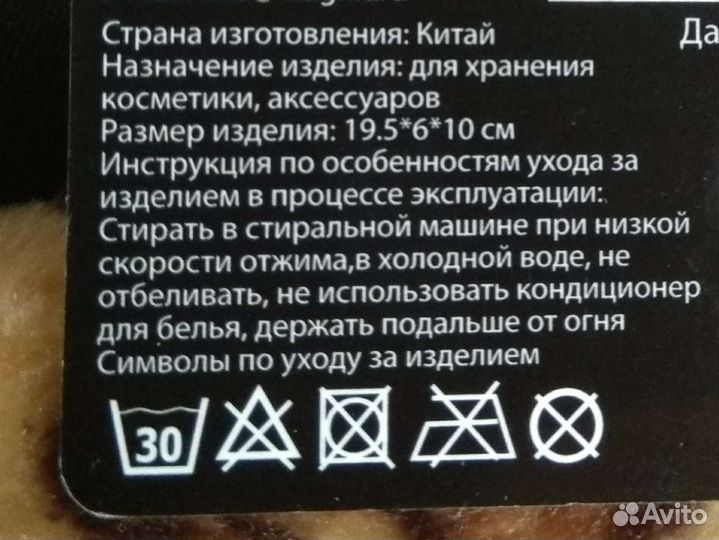 Страна изготовления: Китай
Да
Назначение изделия: для хранения
косметики, аксессуаров
Размер изделия: 19.5*6*10 см
Инструкция по особенностям ухода за
изделием в процессе эксплуатации:
Стирать в стиральной машине при низкой
скорости отжима,в холодной воде, не
отбеливать, не использовать кондиционер
для белья, держать подальше от огня
Символы по уходу за изделием
30
Avito